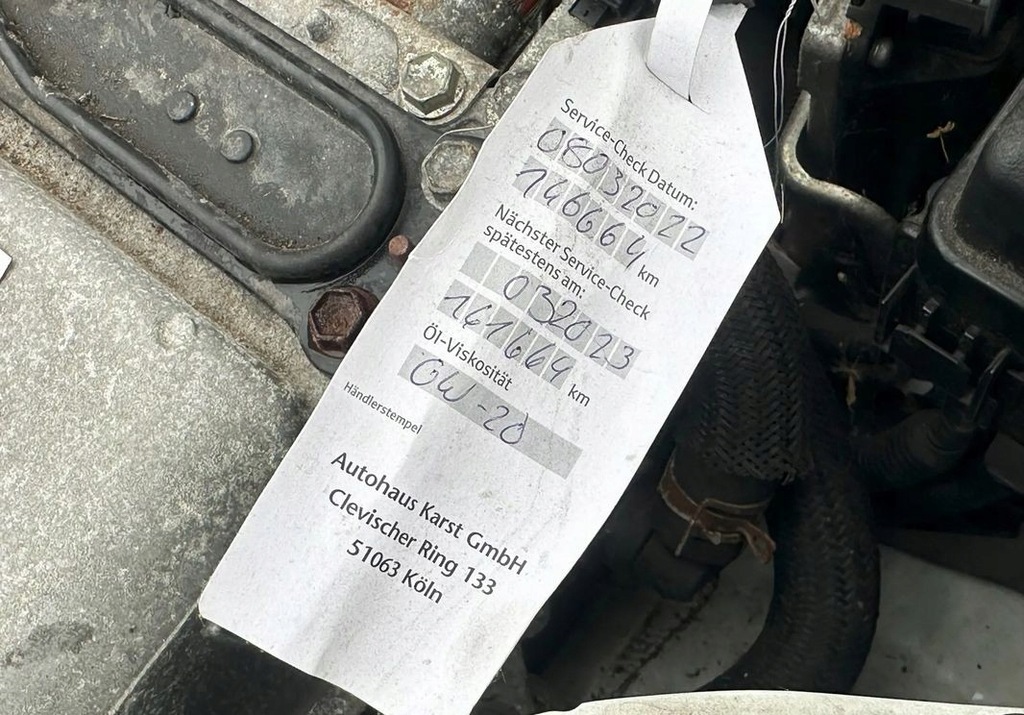 Service-Check Datum:
08032022
146664 km
Nächster Service-Check
spätestens am:
032023
161664 km
Öl-Viskosität
0W-20
Händlerstempel
Autohaus Karst GmbH
Clevischer Ring 133
51063 Köln